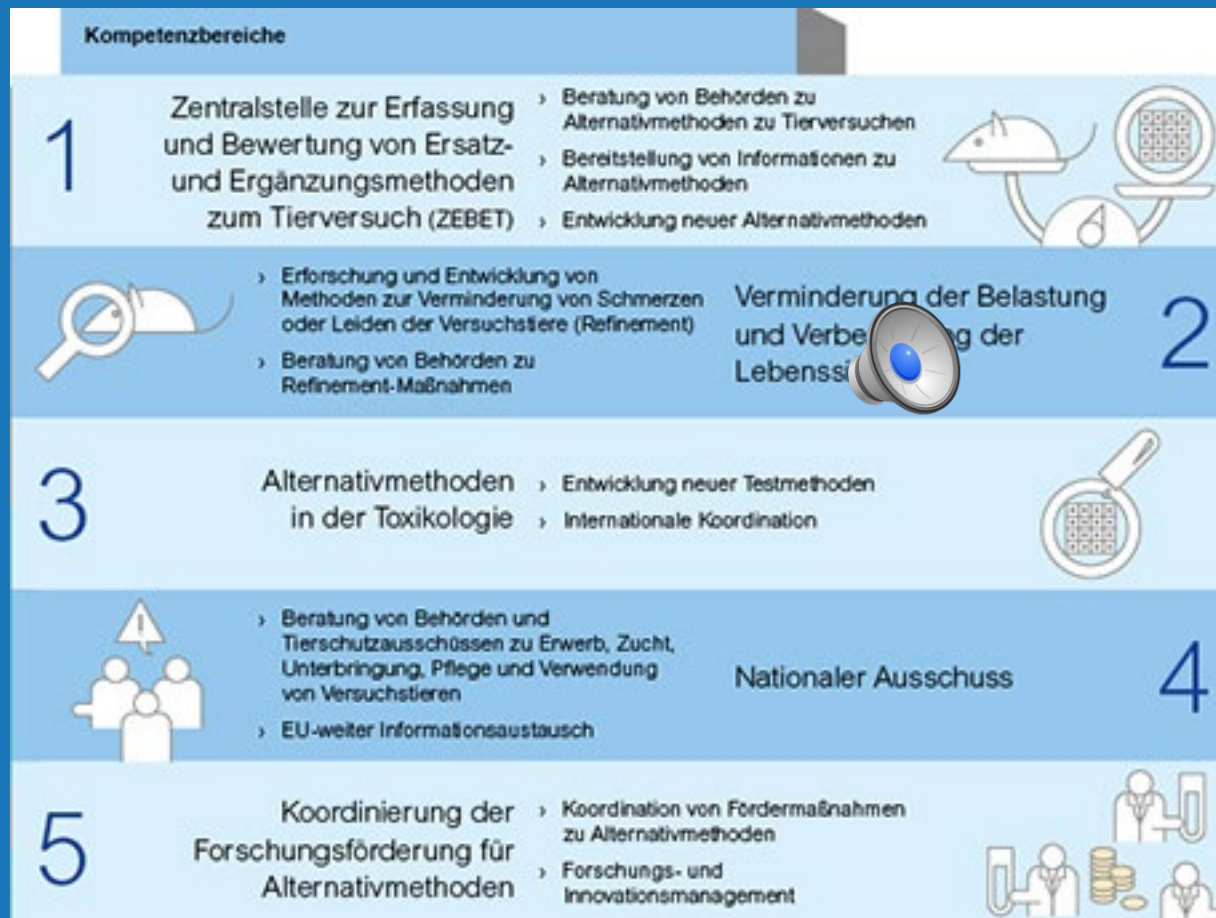 Kompetenzbereiche
1
Zentralstelle zur Erfassung
und Bewertung von Ersatz-
und Ergänzungsmethoden
zum Tierversuch (ZEBET)
› Beratung von Behörden zu
Alternativmethoden zu Tierversuchen
› Bereitstellung von Informationen zu
Alternativmethoden
› Entwicklung neuer Alternativmethoden
› Erforschung und Entwicklung von
Methoden zur Verminderung von Schmerzen
oder Leiden der Versuchstiere (Refinement)
› Beratung von Behörden zu
Refinement-Maßnahmen
Verminderung der Belastung
und der
2
3
Alternativmethoden
in der Toxikologie
› Entwicklung neuer Testmethoden
› Internationale Koordination
!
› Beratung von Behörden und
Tierschutzausschüssen zu Erwerb, Zucht,
Unterbringung, Pflege und Verwendung
von Versuchstieren
› EU-weiter Informationsaustausch
Nationaler Ausschuss
4
5
Koordinierung der
Forschungsförderung für
Alternativmethoden
› Koordination von Fördermaßnahmen
zu Alternativmethoden
› Forschungs- und
Innovationsmanagement